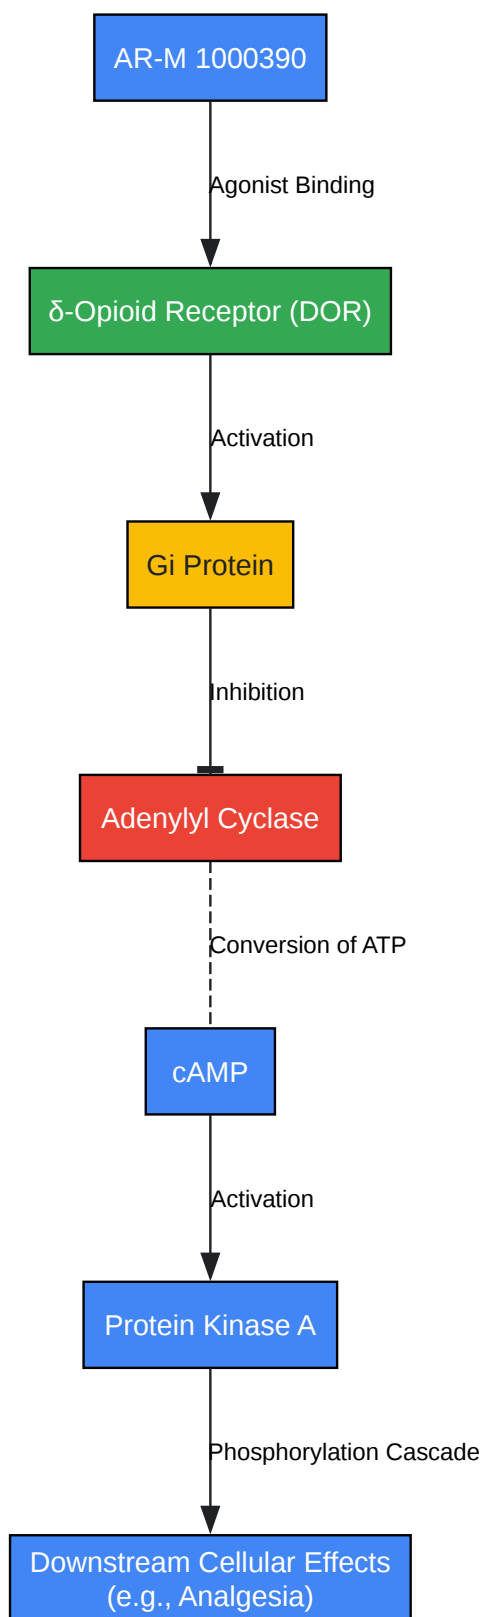 AR-M 1000390
Agonist Binding
δ-Opioid Receptor (DOR)
Activation
Gi Protein
Inhibition
Adenylyl Cyclase
Conversion of ATP
cAMP
Activation
Protein Kinase A
Phosphorylation Cascade
Downstream Cellular Effects
(e.g., Analgesia)